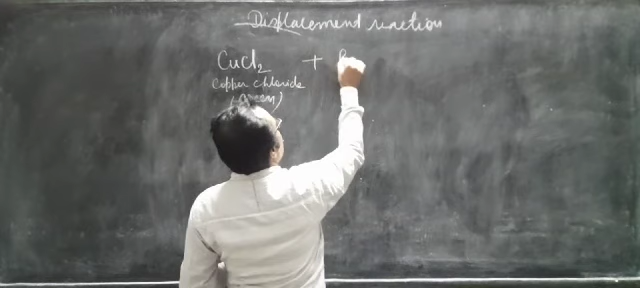 Displacement reaction
CuCl2 +
Copper chloride
(Green)